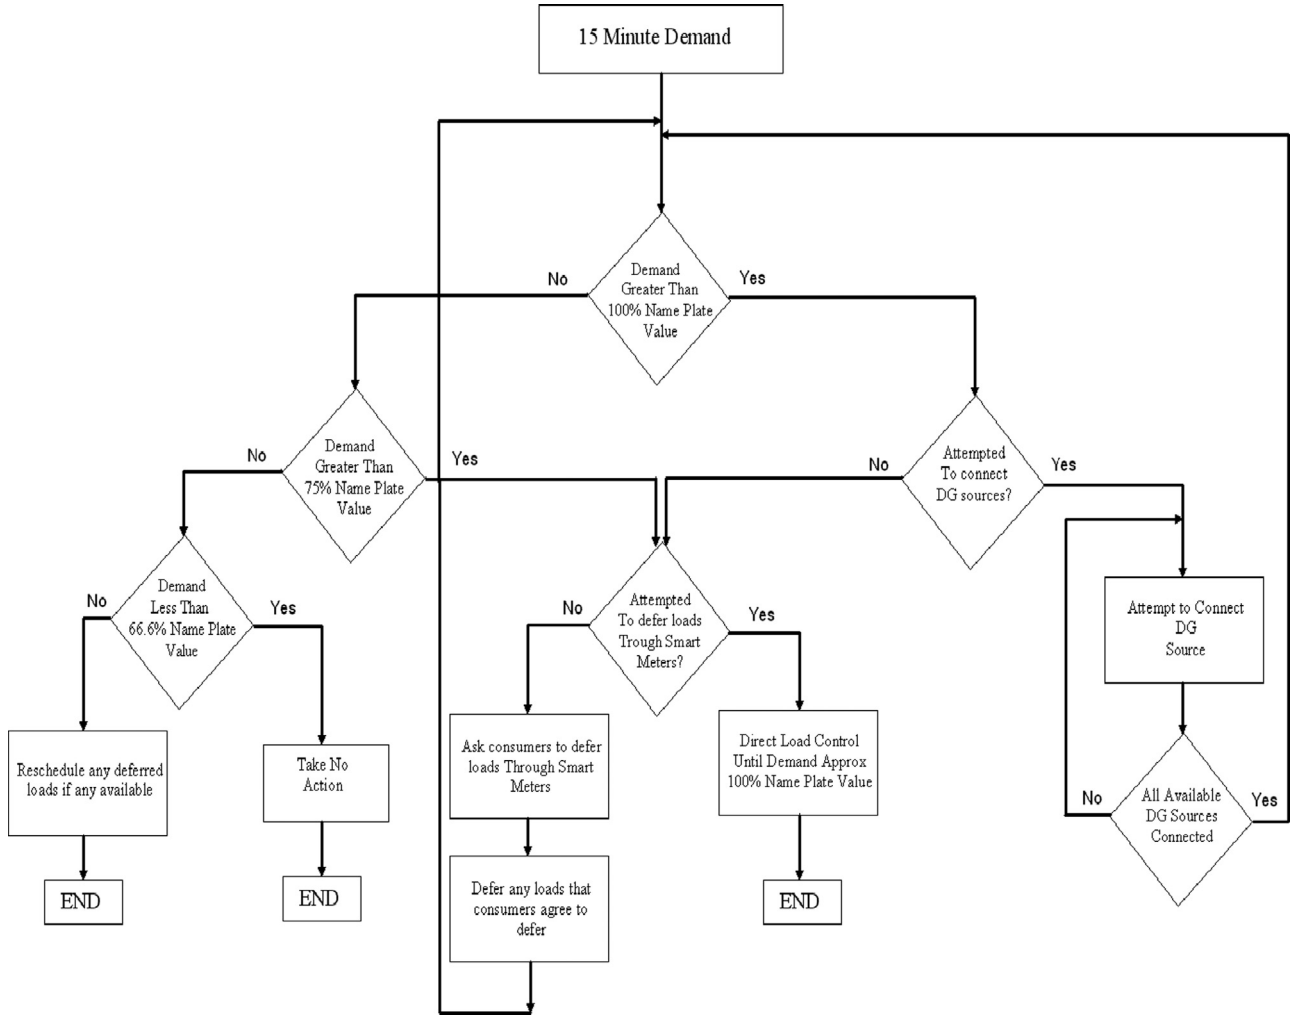 15 Minute Demand
No
Demand
Greater Than
100% Name Plate
Value
Yes
No
Demand
Greater Than
75% Name Plate
Value
Yes
No
Attempted
To connect
DG sources?
Yes
No
Demand
Less Than
66.6% Name Plate
Value
Yes
No
Attempted
To defer loads
Trough Smart
Meters?
Yes
Attempt to Connect
DG
Source
Reschedule any deferred
loads if any available
Take No
Action
Ask consumers to defer
loads Through Smart
Meters
Direct Load Control
Until Demand Approx
100% Name Plate Value
No
All Available
DG Sources
Connected
Yes
END
END
Defer any loads that
consumers agree to
defer
END